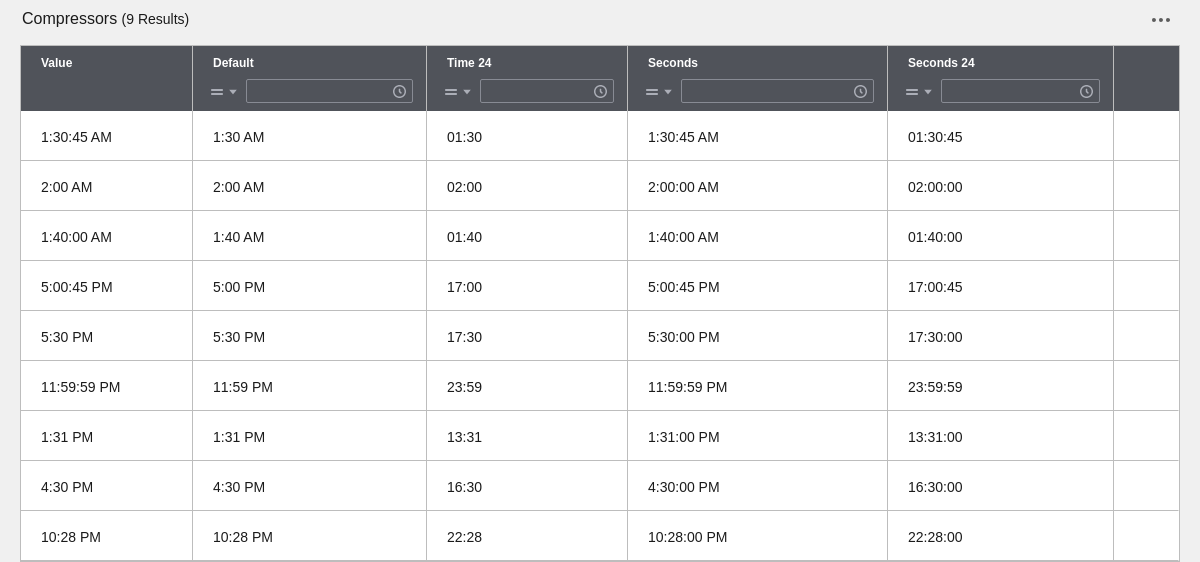 Compressors (9 Results)
Value Default Time 24 Seconds Seconds 24
1:30:45 AM 1:30 AM 01:30 1:30:45 AM 01:30:45
2:00 AM 2:00 AM 02:00 2:00:00 AM 02:00:00
1:40:00 AM 1:40 AM 01:40 1:40:00 AM 01:40:00
5:00:45 PM 5:00 PM 17:00 5:00:45 PM 17:00:45
5:30 PM 5:30 PM 17:30 5:30:00 PM 17:30:00
11:59:59 PM 11:59 PM 23:59 11:59:59 PM 23:59:59
1:31 PM 1:31 PM 13:31 1:31:00 PM 13:31:00
4:30 PM 4:30 PM 16:30 4:30:00 PM 16:30:00
10:28 PM 10:28 PM 22:28 10:28:00 PM 22:28:00